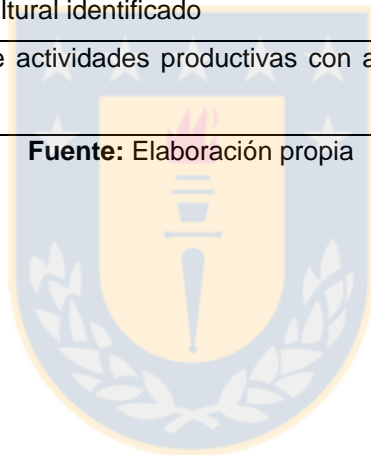 ltural identificado
e actividades productivas con a
Fuente: Elaboración propia